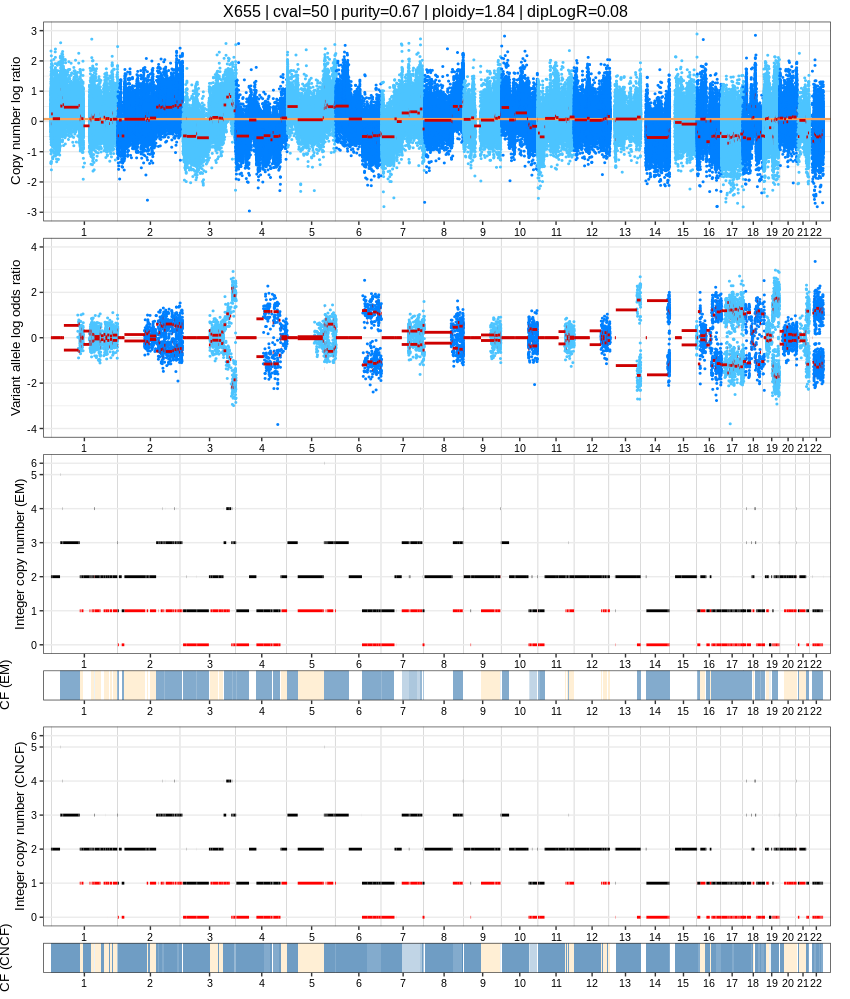 X655 | cval=50 | purity=0.67 | ploidy=1.84 | dipLogR=0.08
Copy number log ratio
3
2
1
0
-1
-2
-3
1 2 3 4 5 6 7 8 9 10 11 12 13 14 15 16 17 18 19 20 21 22
Variant allele log odds ratio
4
2
0
-2
-4
1 2 3 4 5 6 7 8 9 10 11 12 13 14 15 16 17 18 19 20 21 22
Integer copy number (EM)
6
5
4
3
2
1
0
1 2 3 4 5 6 7 8 9 10 11 12 13 14 15 16 17 18 19 20 21 22
CF (EM)
1 2 3 4 5 6 7 8 9 10 11 12 13 14 15 16 17 18 19 20 21 22
Integer copy number (CNCF)
6
5
4
3
2
1
0
1 2 3 4 5 6 7 8 9 10 11 12 13 14 15 16 17 18 19 20 21 22
CF (CNCF)
1 2 3 4 5 6 7 8 9 10 11 12 13 14 15 16 17 18 19 20 21 22